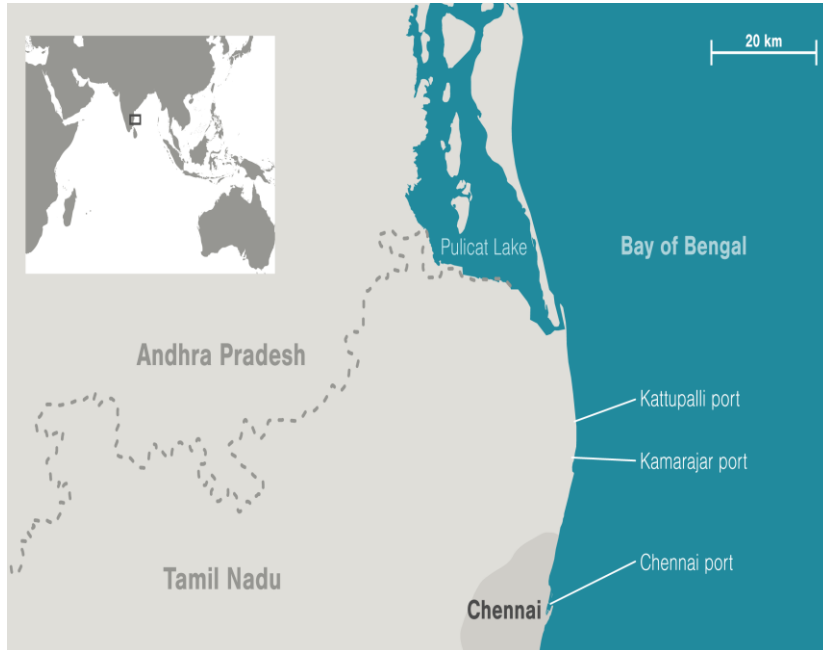 20 km
Pulicat Lake
Bay of Bengal
Andhra Pradesh
Kattupalli port
Kamarajar port
Chennai port
Tamil Nadu
Chennai